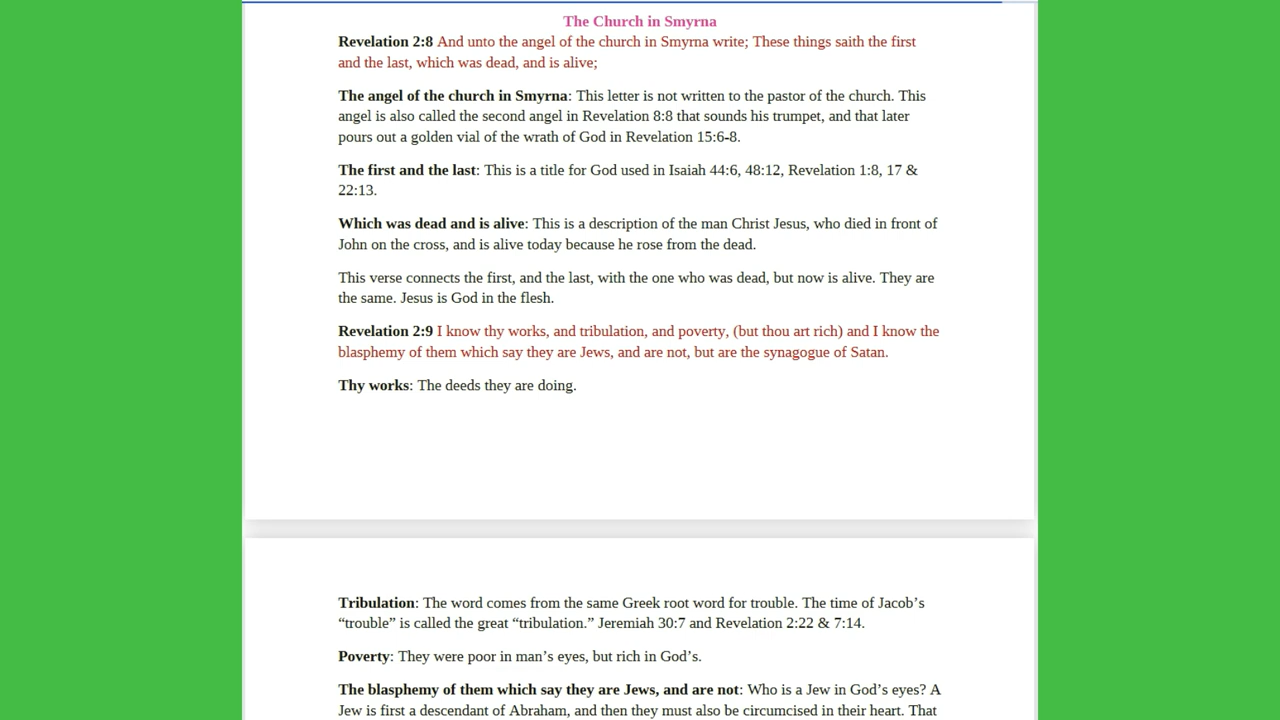 The Church in Smyrna
Revelation 2:8 And unto the angel of the church in Smyrna write; These things saith the first
and the last, which was dead, and is alive;
The angel of the church in Smyrna: This letter is not written to the pastor of the church. This
angel is also called the second angel in Revelation 8:8 that sounds his trumpet, and that later
pours out a golden vial of the wrath of God in Revelation 15:6-8.
The first and the last: This is a title for God used in Isaiah 44:6, 48:12, Revelation 1:8, 17 &
22:13.
Which was dead and is alive: This is a description of the man Christ Jesus, who died in front of
John on the cross, and is alive today because he rose from the dead.
This verse connects the first, and the last, with the one who was dead, but now is alive. They are
the same. Jesus is God in the flesh.
Revelation 2:9 I know thy works, and tribulation, and poverty, (but thou art rich) and I know the
blasphemy of them which say they are Jews, and are not, but are the synagogue of Satan.
Thy works: The deeds they are doing.
Tribulation: The word comes from the same Greek root word for trouble. The time of Jacob’s
“trouble” is called the great “tribulation.” Jeremiah 30:7 and Revelation 2:22 & 7:14.
Poverty: They were poor in man’s eyes, but rich in God’s.
The blasphemy of them which say they are Jews, and are not: Who is a Jew in God’s eyes? A
Jew is first a descendant of Abraham, and then they must also be circumcised in their heart. That